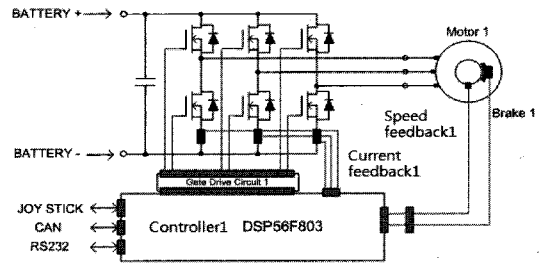 BATTERY +
Motor 1
Brake 1
Speed
feedback1
BATTERY -
Current
feedback1
Gate Drive Circuit 1
JOY STICK
CAN
RS232
Controller1 DSP56F803